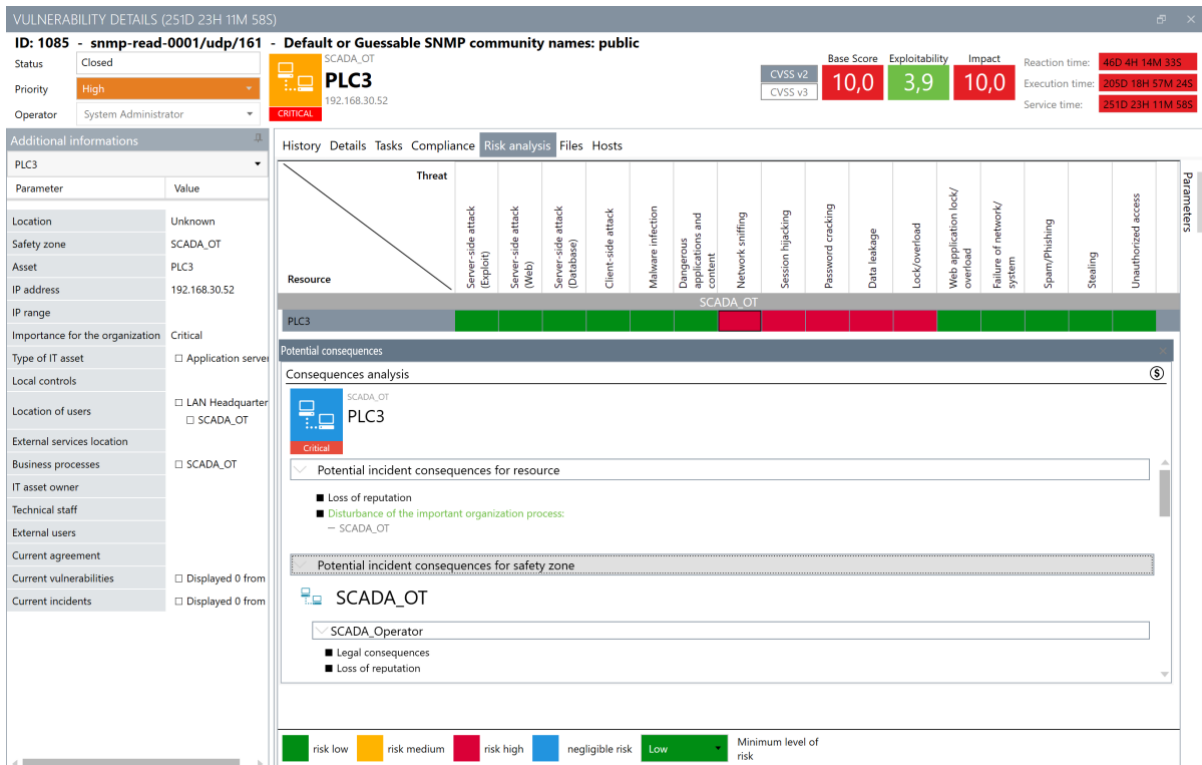 VULNERABILITY DETAILS (251D 23H 11M 58S)
ID: 1085 - snmp-read-0001/udp/161 - Default or Guessable SNMP community names: public
Status Closed
Priority High
Operator System Administrator
SCADA_OT
PLC3
192.168.30.52
CRITICAL
CVSS v2
CVSS v3
Base Score Exploitability Impact
10,0 3,9 10,0
Reaction time: 46D 4H 14M 33S
Execution time: 205D 18H 57M 24S
Service time: 251D 23H 11M 58S
Additional informations
PLC3
Parameter Value
Location Unknown
Safety zone SCADA_OT
Asset PLC3
IP address 192.168.30.52
IP range
Importance for the organization Critical
Type of IT asset Application server
Local controls
Location of users LAN Headquarter
SCADA_OT
External services location
Business processes SCADA_OT
IT asset owner
Technical staff
External users
Current agreement
Current vulnerabilities Displayed 0 from
Current incidents Displayed 0 from
History Details Tasks Compliance Risk analysis Files Hosts
Threat
Resource
Server-side attack
(Exploit)
Server-side attack
(Web)
Server-side attack
(Database)
Client-side attack
Malware infection
Dangerous
applications and
content
Network sniffing
Session hijacking
Password cracking
Data leakage
Lock/overload
Web application lock/
overload
Failure of network/
system
Spam/Phishing
Stealing
Unauthorized access
Parameters
SCADA_OT
PLC3
Potential consequences
Consequences analysis
SCADA_OT
PLC3
Critical
Potential incident consequences for resource
Loss of reputation
Disturbance of the important organization process:
– SCADA_OT
Potential incident consequences for safety zone
SCADA_OT
SCADA_Operator
Legal consequences
Loss of reputation
risk low risk medium risk high negligible risk Low Minimum level of
risk